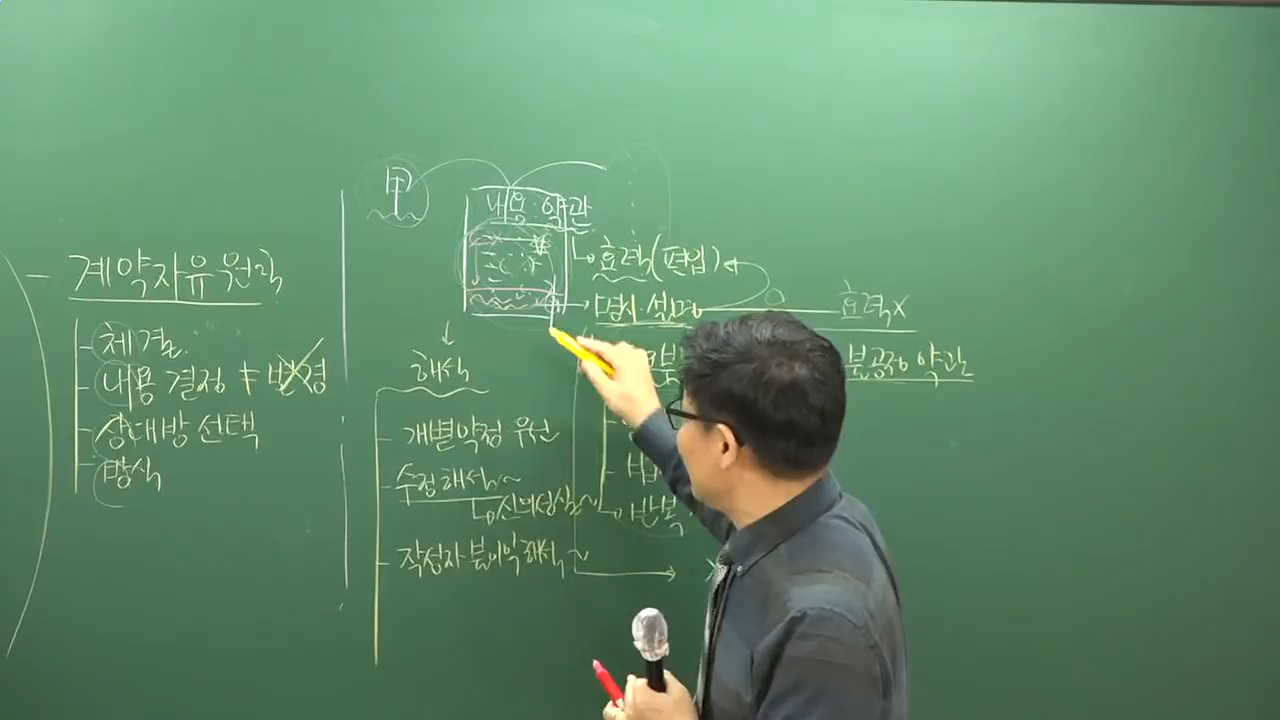 계약자유원칙
체결
내용 결정 ≠ 변경
상대방 선택
방식
甲
내용 약관
효력(편입)
명시·설명
효력X
불공정 약관
해석
개별약정 우선
수정해석~
신의성실~
작성자 불이익 해석~
반복